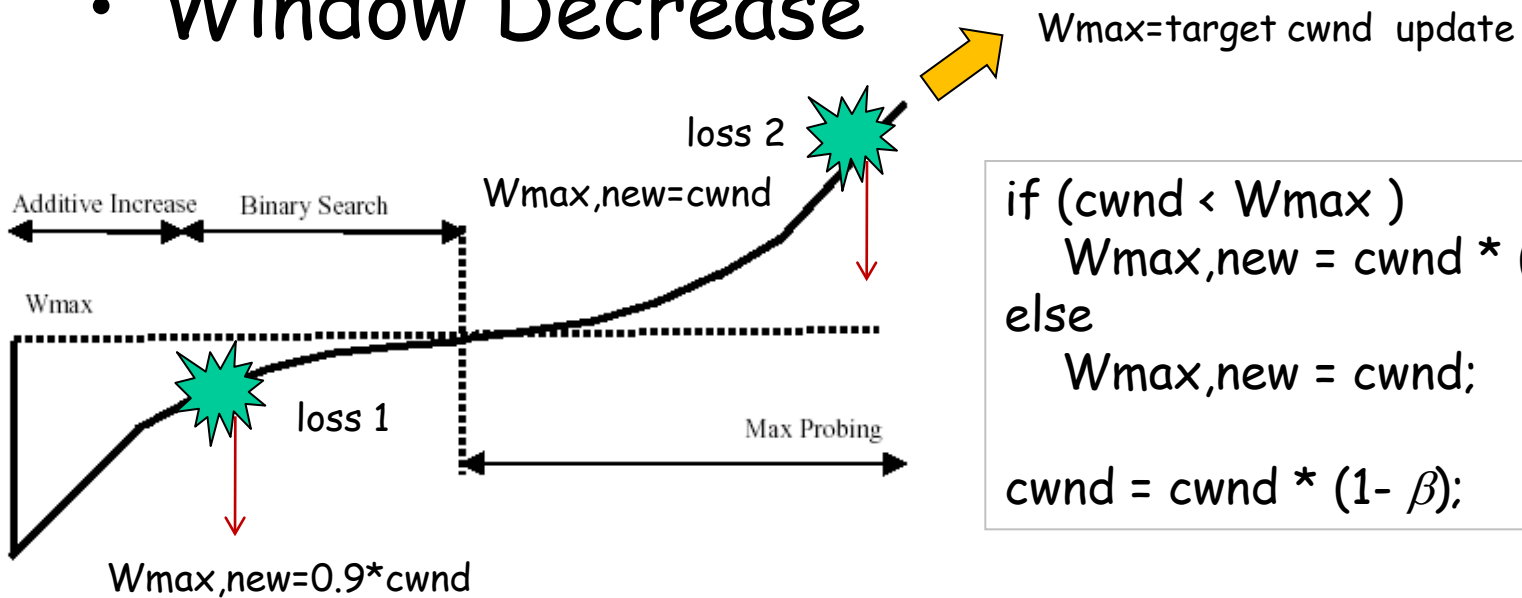 • Window Decrease
Wmax=target cwnd update
loss 2
Wmax,new=cwnd
Additive Increase
Binary Search
Wmax
loss 1
Max Probing
Wmax,new=0.9*cwnd
if (cwnd < Wmax )
Wmax,new = cwnd * (
else
Wmax,new = cwnd;
cwnd = cwnd * (1- β);